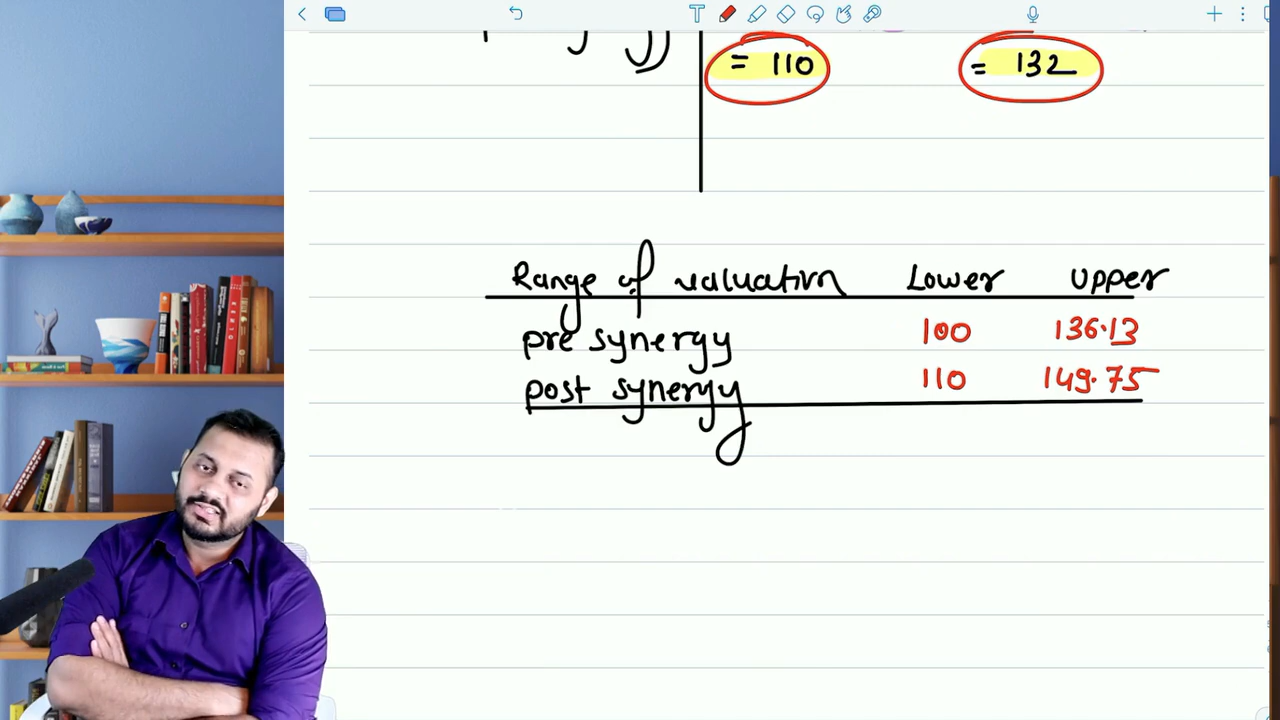 = 110 = 132
Range of valuation Lower Upper
pre synergy 100 136.13
post synergy 110 149.75